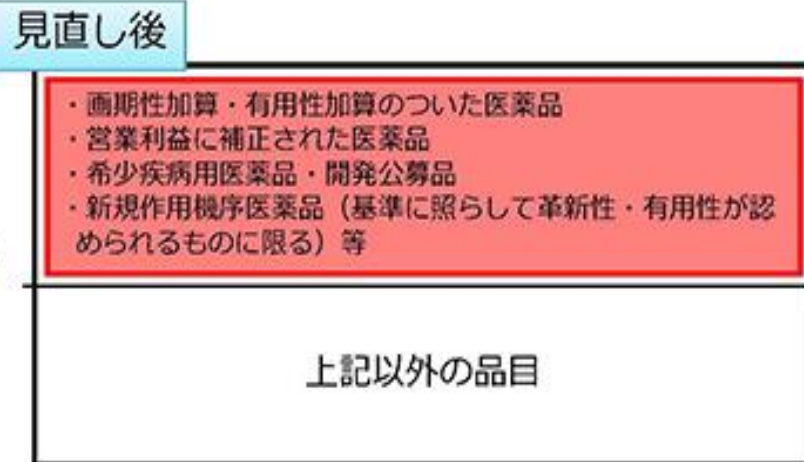 見直し後
・画期性加算・有用性加算のついた医薬品
・営業利益に補正された医薬品
・希少疾病用医薬品・開発公募品
・新規作用機序医薬品（基準に照らして革新性・有用性が認
められるものに限る）等
上記以外の品目